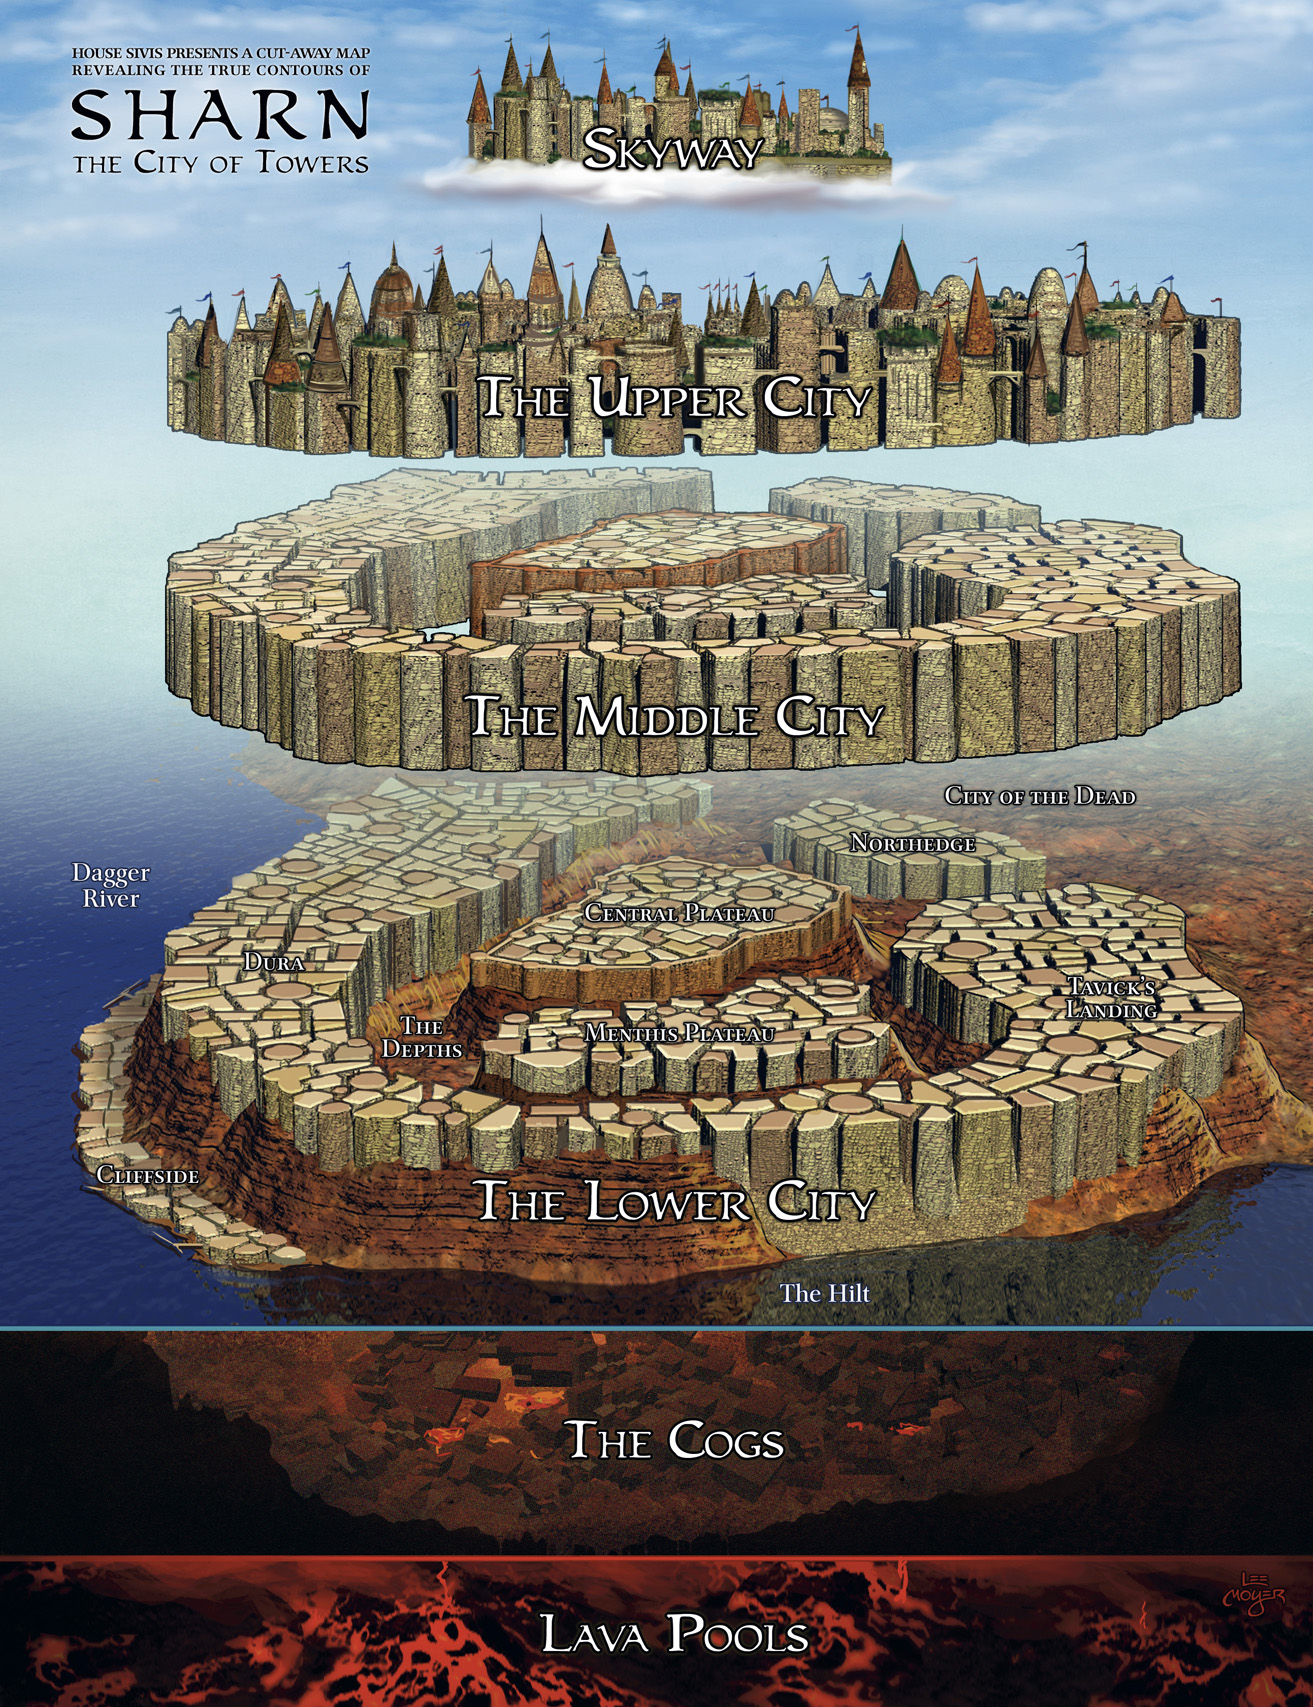 HOUSE SIVIS PRESENTS A CUT-AWAY MAP
REVEALING THE TRUE CONTOURS OF
SHARN
THE CITY OF TOWERS
SKYWAY
THE UPPER CITY
THE MIDDLE CITY
CITY OF THE DEAD
NORTHEDGE
Dagger
River
CENTRAL PLATEAU
DURA
TAVICK'S
LANDING
THE
DEPTHS
MENTHIS PLATEAU
CLIFFSIDE
THE LOWER CITY
The Hilt
THE COGS
LEE
MOYER
LAVA POOLS